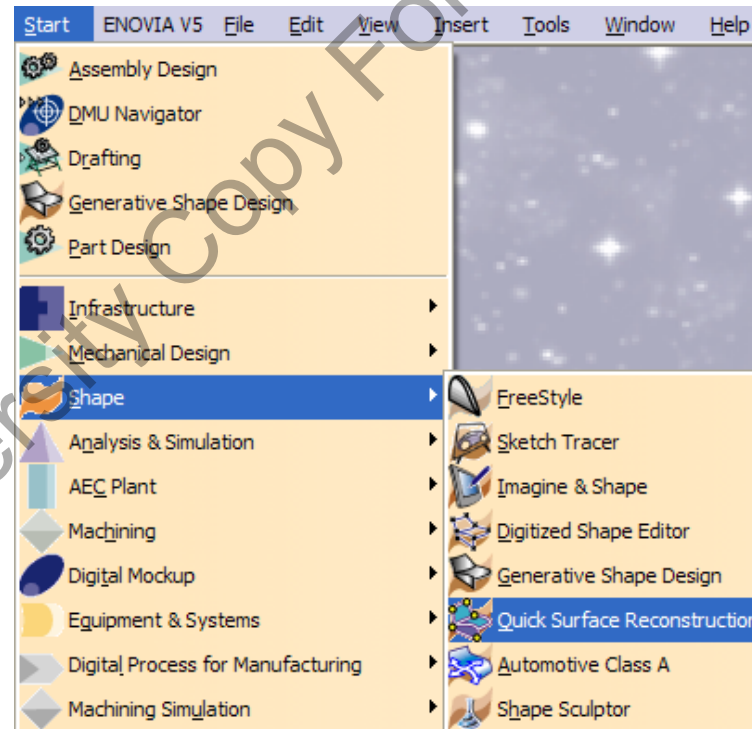 Start ENOVIA V5 File Edit View Insert Tools Window Help
Assembly Design
DMU Navigator
Drafting
Generative Shape Design
Part Design
Infrastructure
Mechanical Design
Shape
Analysis & Simulation
AEC Plant
Machining
Digital Mockup
Equipment & Systems
Digital Process for Manufacturing
Machining Simulation
FreeStyle
Sketch Tracer
Imagine & Shape
Digitized Shape Editor
Generative Shape Design
Quick Surface Reconstruction
Automotive Class A
Shape Sculptor
Copy